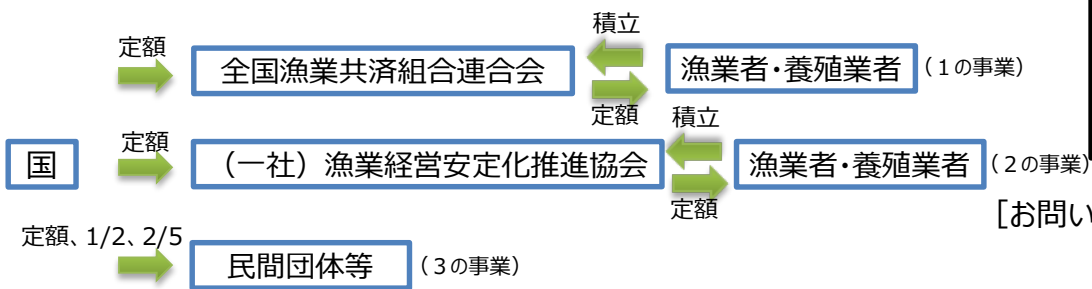 積立
定額
全国漁業共済組合連合会
漁業者・養殖業者
(1の事業)
定額
積立
定額
国
(一社)漁業経営安定化推進協会
漁業者・養殖業者
(2の事業)
定額
[お問い
定額、1/2、2/5
民間団体等
(3の事業)